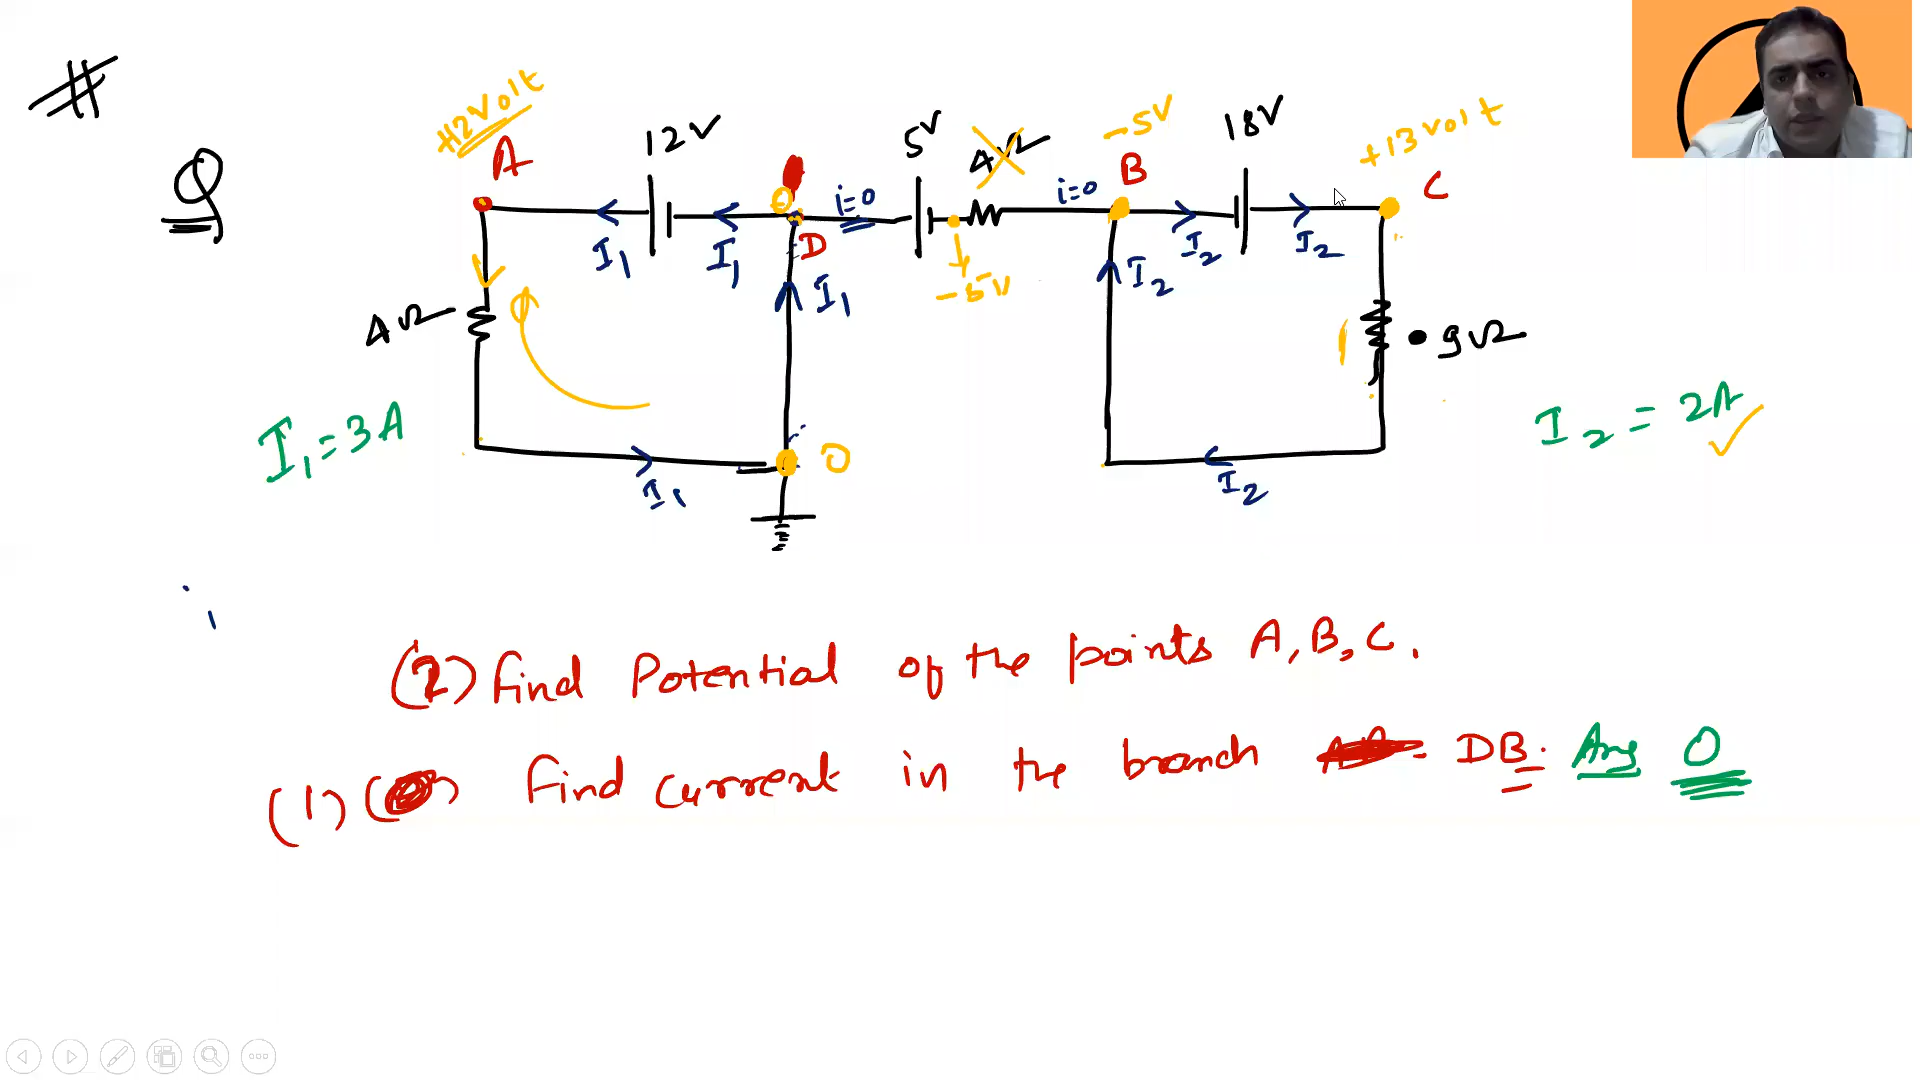 #
Q
+12volt
A
12V
0
D
i=0
5V
4Ω
-5V
i=0
-5V
B
18V
+13volt
C
I1
I1
I1
I2
I2
I2
4Ω
9Ω
I1=3A
I2 = 2A
I1
0
I2
i
(2) Find Potential of the points A, B, C.
(1) Find current in the branch DB. Ans 0